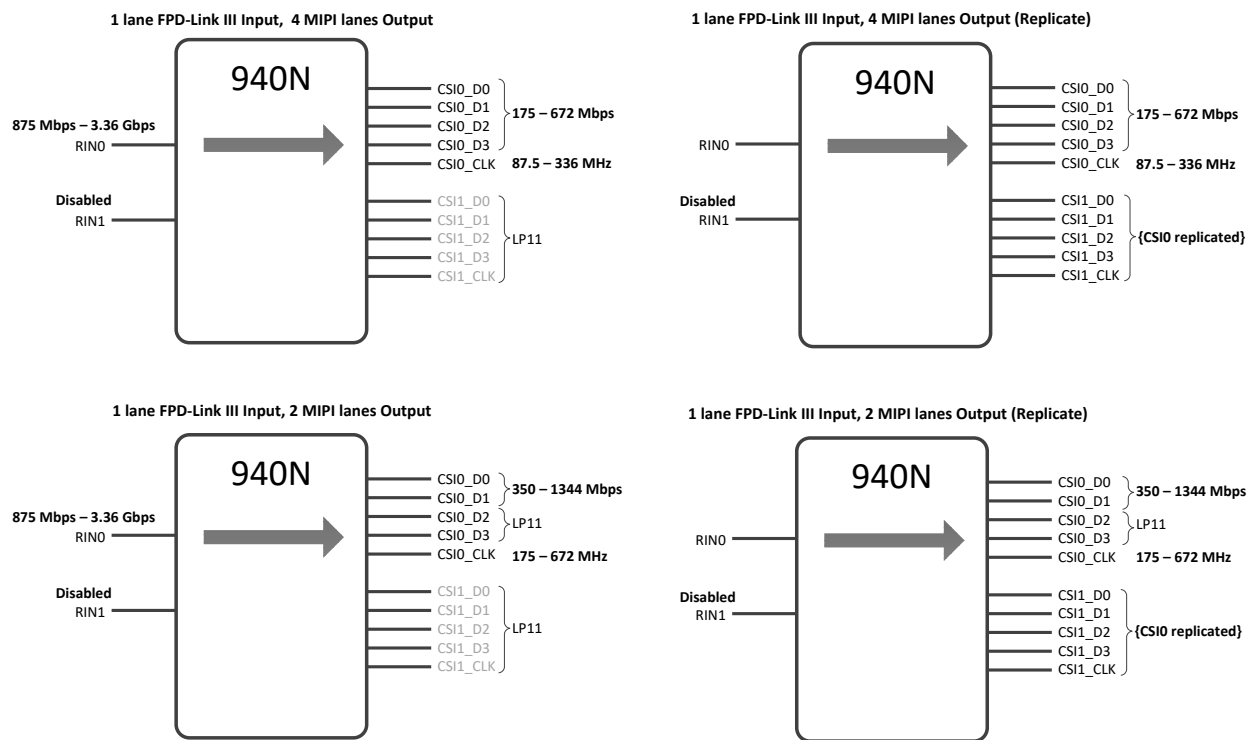 1 lane FPD-Link III Input,  4 MIPI lanes Output
940N
875 Mbps – 3.36 Gbps
RIN0
Disabled
RIN1
CSI0_D0
CSI0_D1
CSI0_D2
CSI0_D3
175 – 672 Mbps
CSI0_CLK
87.5 – 336 MHz
CSI1_D0
CSI1_D1
CSI1_D2
CSI1_D3
CSI1_CLK
LP11
1 lane FPD-Link III Input, 4 MIPI lanes Output (Replicate)
940N
RIN0
Disabled
RIN1
CSI0_D0
CSI0_D1
CSI0_D2
CSI0_D3
175 – 672 Mbps
CSI0_CLK
87.5 – 336 MHz
CSI1_D0
CSI1_D1
CSI1_D2
CSI1_D3
CSI1_CLK
{CSI0 replicated}
1 lane FPD-Link III Input, 2 MIPI lanes Output
940N
875 Mbps – 3.36 Gbps
RIN0
Disabled
RIN1
CSI0_D0
CSI0_D1
350 – 1344 Mbps
CSI0_D2
CSI0_D3
LP11
CSI0_CLK
175 – 672 MHz
CSI1_D0
CSI1_D1
CSI1_D2
CSI1_D3
CSI1_CLK
LP11
1 lane FPD-Link III Input, 2 MIPI lanes Output (Replicate)
940N
RIN0
Disabled
RIN1
CSI0_D0
CSI0_D1
350 – 1344 Mbps
CSI0_D2
CSI0_D3
LP11
CSI0_CLK
175 – 672 MHz
CSI1_D0
CSI1_D1
CSI1_D2
CSI1_D3
CSI1_CLK
{CSI0 replicated}